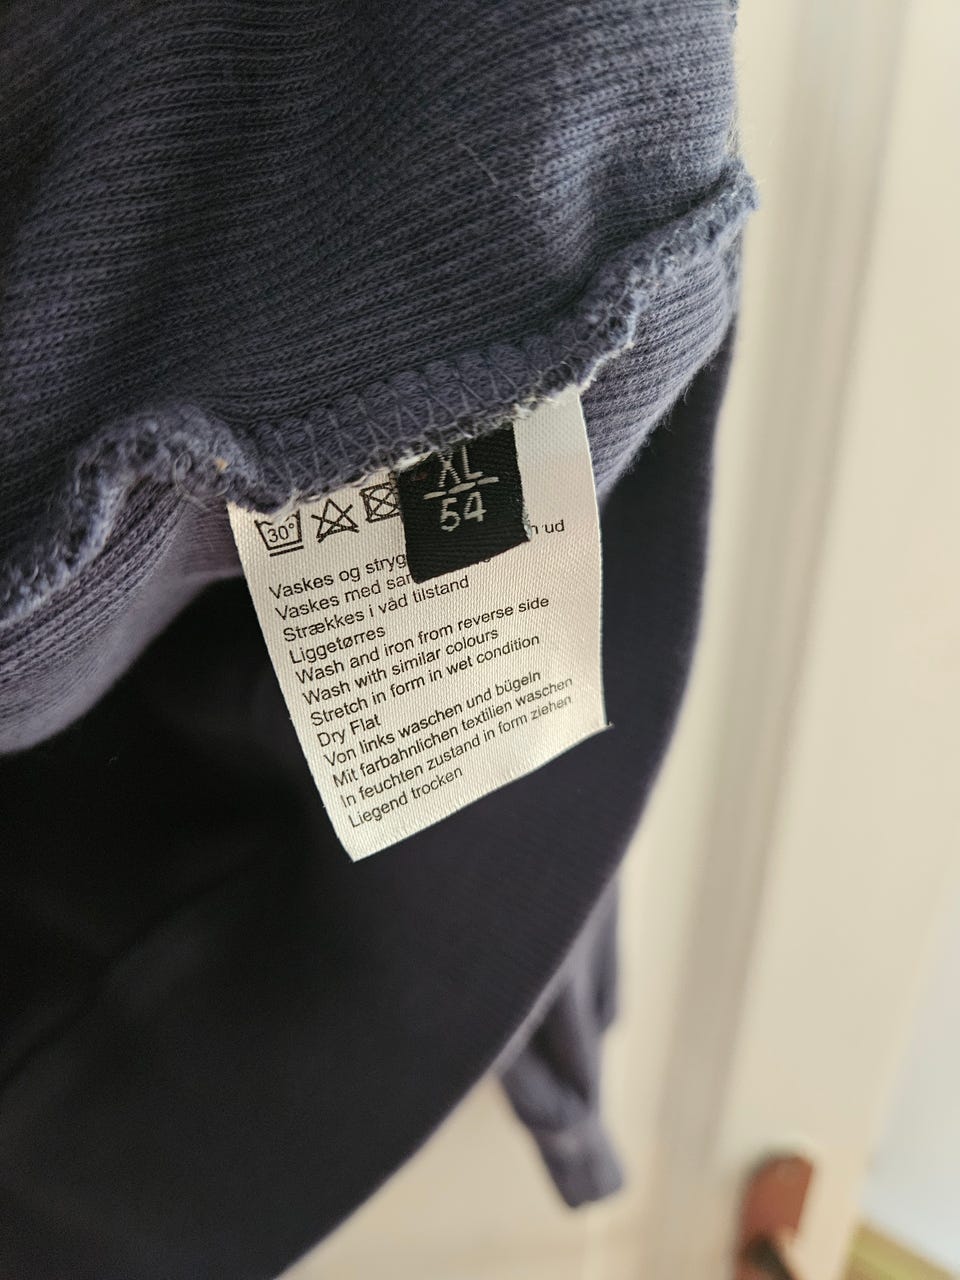 XL
54
30°
Vaskes og stryg
ud
Vaskes med
Strækkes i våd tilstand
Liggetørres
Wash and iron from reverse side
Wash with similar colours
Stretch in form in wet condition
Dry Flat
Von links waschen und bügeln
Mit farbahnlichen textilien waschen
In feuchten zustand in form ziehen
Liegend trocken